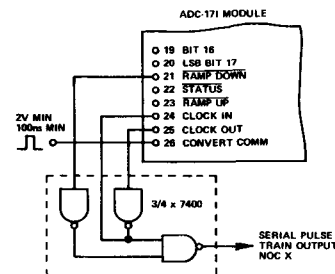 ADC-17I MODULE
19 BIT 16
20 LSB BIT 17
21 RAMP DOWN
22 STATUS
23 RAMP UP
24 CLOCK IN
25 CLOCK OUT
26 CONVERT COMM
2V MIN
100ns MIN
3/4 x 7400
SERIAL PULSE
TRAIN OUTPUT
NOC X